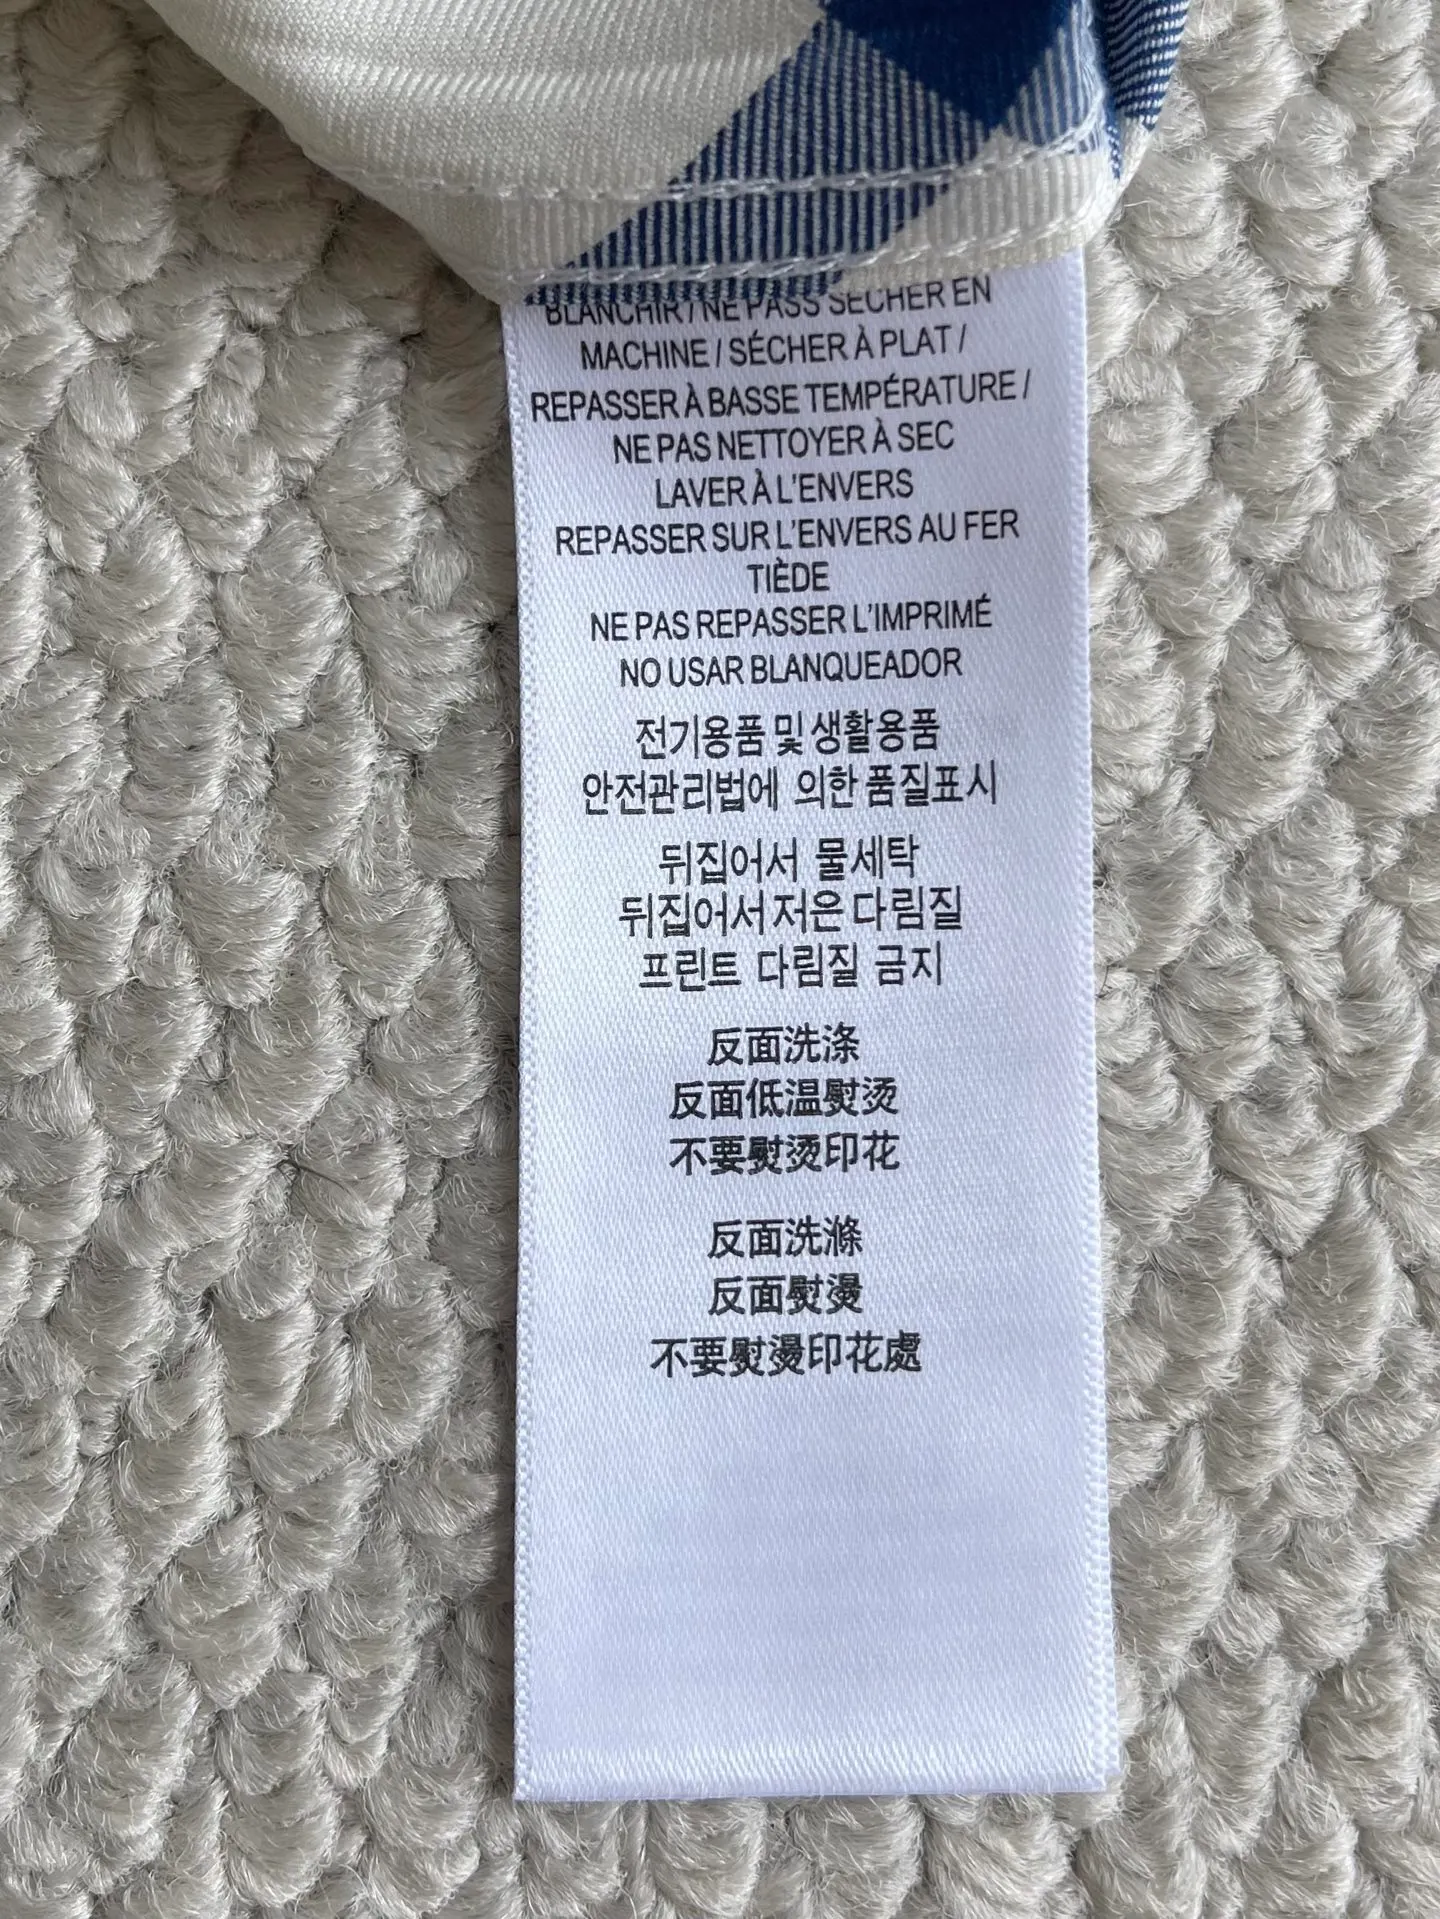 BLANCHIR / NE PASS SÉCHER EN
MACHINE / SÉCHER À PLAT /
REPASSER À BASSE TEMPÉRATURE /
NE PAS NETTOYER À SEC
LAVER À L'ENVERS
REPASSER SUR L'ENVERS AU FER
TIÈDE
NE PAS REPASSER L'IMPRIMÉ
NO USAR BLANQUEADOR
전기용품 및 생활용품
안전관리법에 의한 품질표시
뒤집어서 물세탁
뒤집어서 저은 다림질
프린트 다림질 금지
反面洗涤
反面低温熨烫
不要熨烫印花
反面洗滌
反面熨燙
不要熨燙印花處